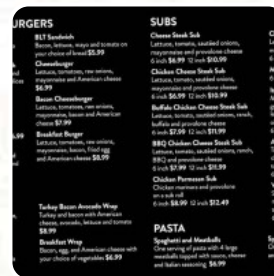 URGERS
BLT Sandwich
Bacon, lettuce, mayo and tomato on
your choice of bread $5.99
Cheeseburger
Lettuce, tomatoes, raw onions,
mayonnaise and American cheese
$6.99
Bacon Cheeseburger
Lettuce, tomatoes, raw onions,
mayonnaise, bacon and American
cheese $7.99
Breakfast Burger
Lettuce, tomatoes, raw onions,
mayonnaise, bacon, fried egg
and American cheese $8.99
Turkey Bacon Avocado Wrap
Turkey and bacon with American
cheese, avocado, lettuce and tomato
$8.99
Breakfast Wrap
Bacon, egg, and American cheese with
your choice of vegetables $6.99
SUBS
Cheese Steak Sub
Lettuce, tomato, sautéed onions,
mayonnaise and provolone cheese
6 inch $6.99 12 inch $10.99
Chicken Cheese Steak Sub
Lettuce, tomato, sautéed onions,
mayonnaise and provolone cheese
6 inch $6.99 12 inch $10.99
Buffalo Chicken Cheese Steak Sub
Lettuce, tomato, sautéed onions, ranch,
buffalo and provolone cheese
6 inch $7.99 12 inch $11.99
BBQ Chicken Cheese Steak Sub
Lettuce, tomato, sautéed onions, ranch,
BBQ and provolone cheese
6 inch $7.99 12 inch $11.99
Chicken Parmesan Sub
Chicken marinara and provolone
on a sub roll
6 inch $8.99 12 inch $12.49
PASTA
Spaghetti and Meatballs
One serving of pasta with 4 large
meatballs topped with sauce, cheese
and Italian seasoning $6.99